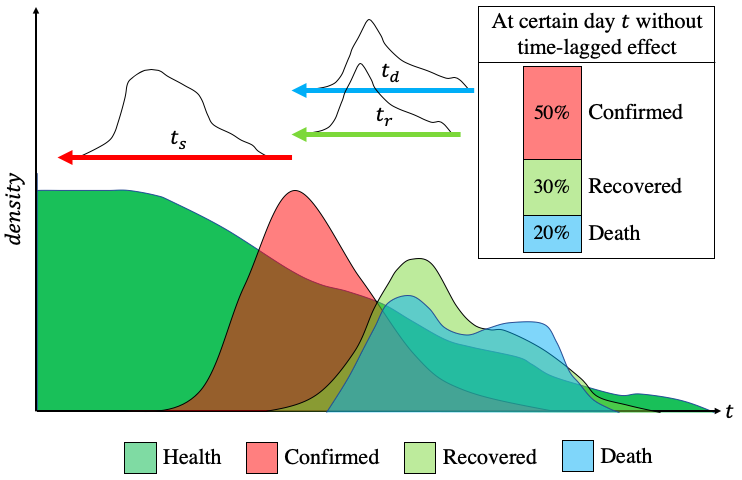 At certain day t without
time-lagged effect
50% Confirmed
30% Recovered
20% Death
t_d
t_r
t_s
density
t
Health Confirmed Recovered Death